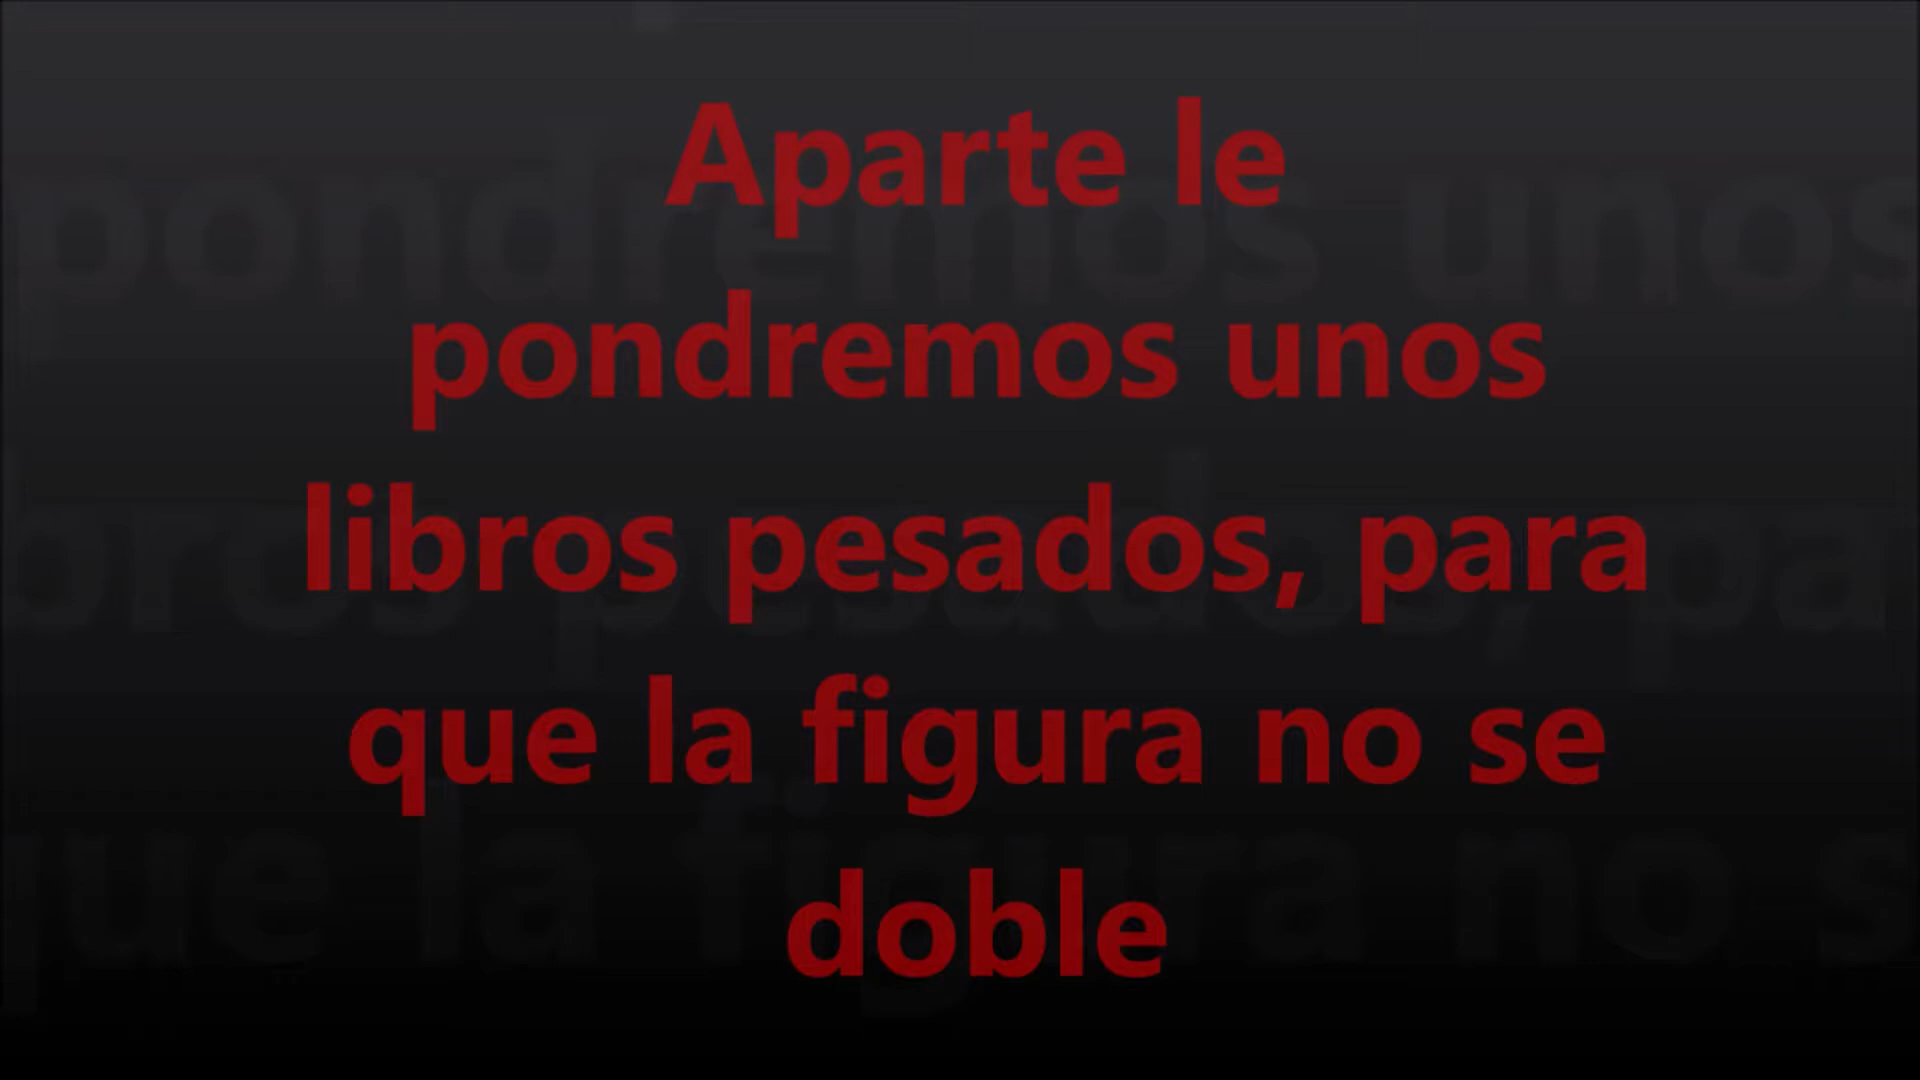 Aparte le
pondremos unos
libros pesados, para
que la figura no se
doble